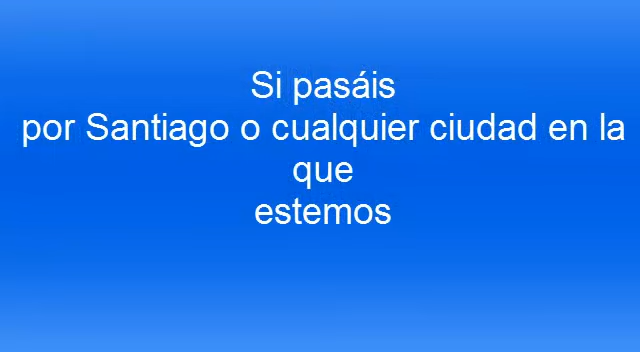 Si pasáis
por Santiago o cualquier ciudad en la
que
estemos